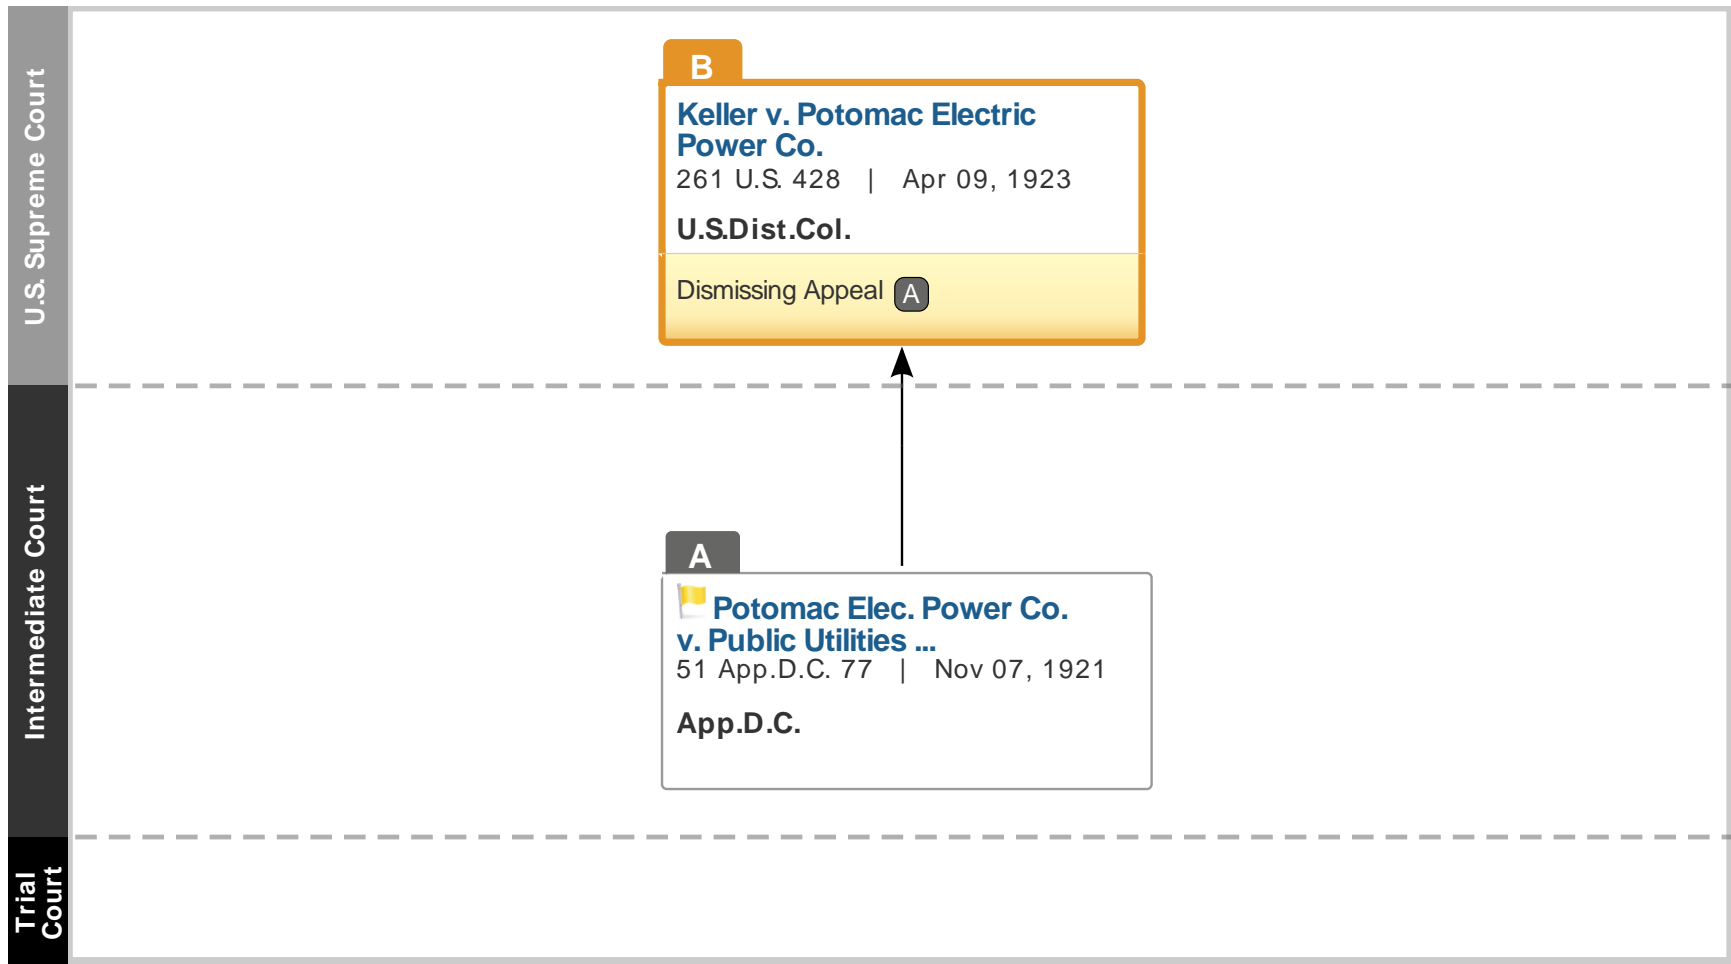 U.S. Supreme Court
B
Keller v. Potomac Electric
Power Co.
261 U.S. 428 | Apr 09, 1923
U.S.Dist.Col.
Dismissing Appeal A
Intermediate Court
A
Potomac Elec. Power Co.
v. Public Utilities ...
51 App.D.C. 77 | Nov 07, 1921
App.D.C.
Trial
Court